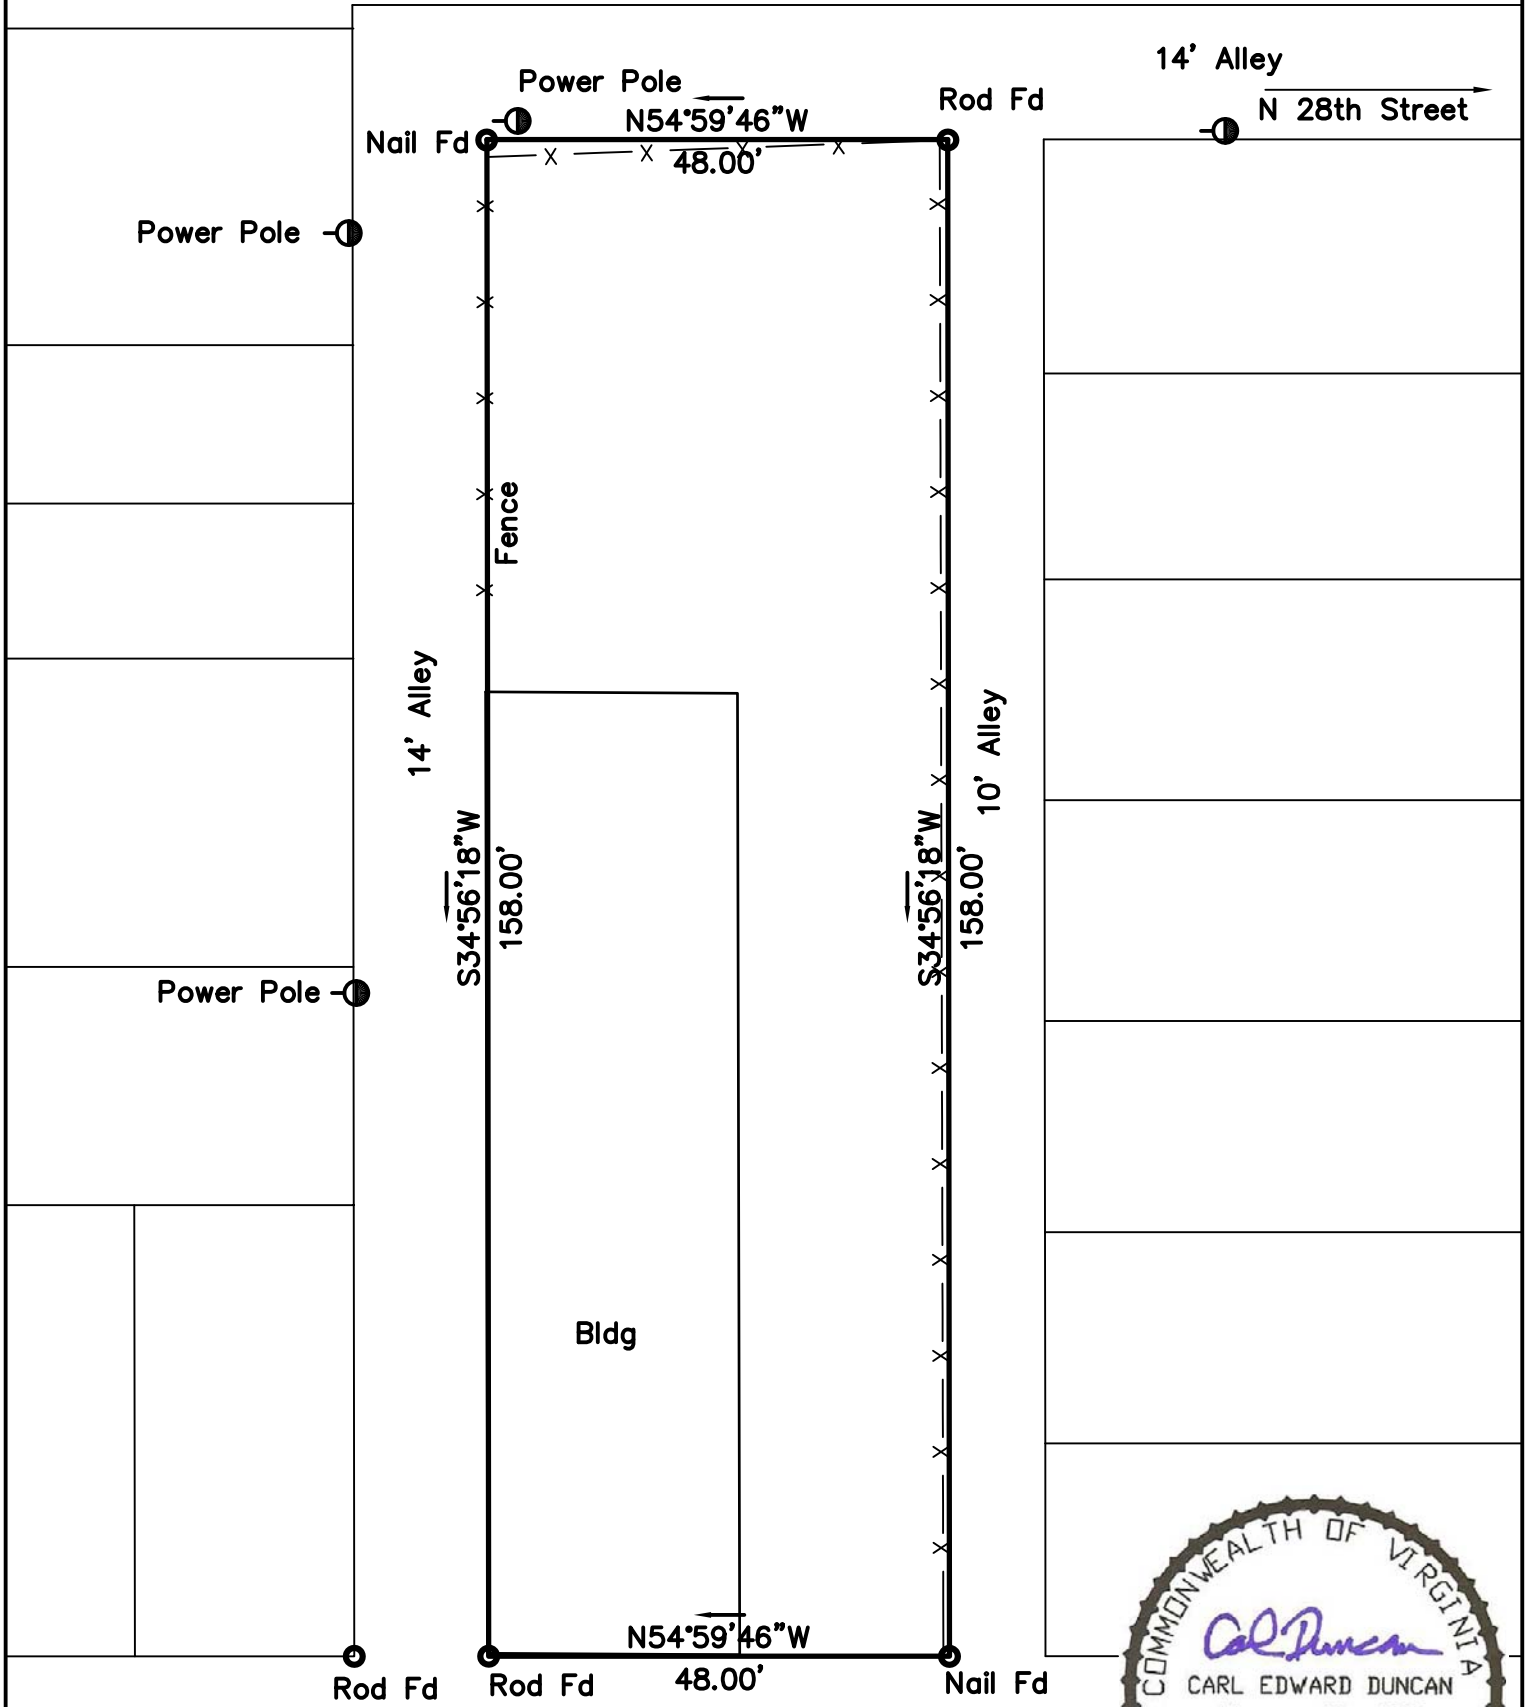 14' Alley
Power Pole
Rod Fd
N 28th Street
N54°59'46"W
Nail Fd
48.00'
Power Pole
Fence
14' Alley
10' Alley
S34°56'18"W
158.00'
S34°56'18"W
158.00'
Power Pole
Bldg
COMMONWEALTH OF VIRGINIA
Cal Duncan
N54°59'46"W
48.00'
Rod Fd
Rod Fd
Nail Fd
CARL EDWARD DUNCAN